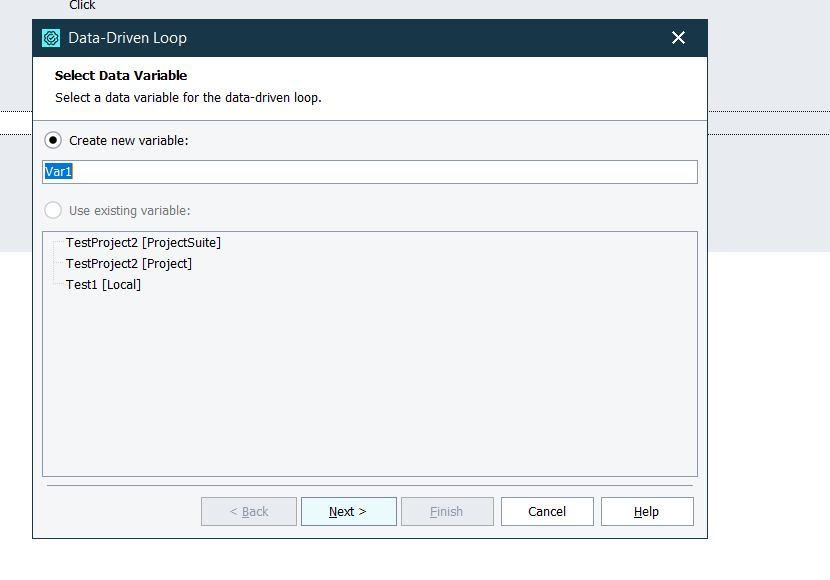 Click
Data-Driven Loop
Select Data Variable
Select a data variable for the data-driven loop.
Create new variable:
Var1
Use existing variable:
TestProject2 [ProjectSuite]
TestProject2 [Project]
Test1 [Local]
< Back Next > Finish Cancel Help